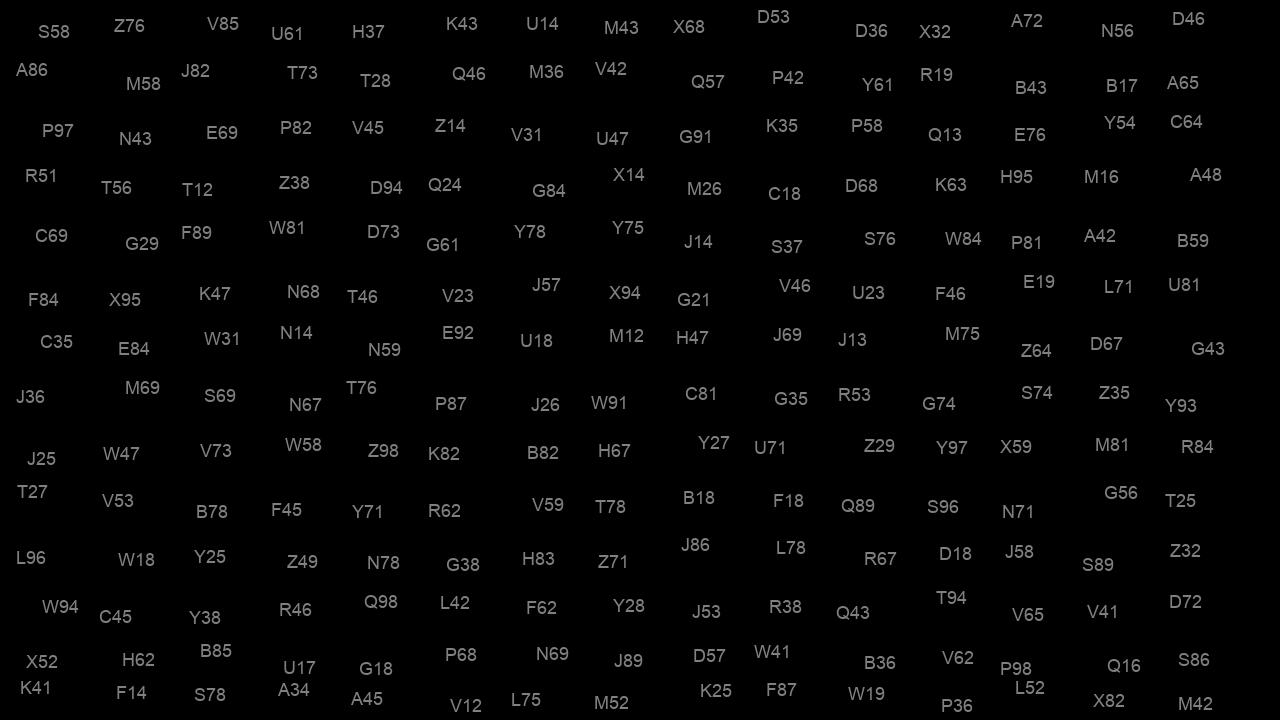 S58 Z76 V85 U61 H37 K43 U14 M43 X68 D53 D36 X32 A72 N56 D46
A86 M58 J82 T73 T28 Q46 M36 V42 Q57 P42 Y61 R19 B43 B17 A65
P97 N43 E69 P82 V45 Z14 V31 U47 G91 K35 P58 Q13 E76 Y54 C64
R51 T56 T12 Z38 D94 Q24 G84 X14 M26 C18 D68 K63 H95 M16 A48
C69 G29 F89 W81 D73 G61 Y78 Y75 J14 S37 S76 W84 P81 A42 B59
F84 X95 K47 N68 T46 V23 J57 X94 G21 V46 U23 F46 E19 L71 U81
C35 E84 W31 N14 N59 E92 U18 M12 H47 J69 J13 M75 Z64 D67 G43
J36 M69 S69 N67 T76 P87 J26 W91 C81 G35 R53 G74 S74 Z35 Y93
J25 W47 V73 W58 Z98 K82 B82 H67 Y27 U71 Z29 Y97 X59 M81 R84
T27 V53 B78 F45 Y71 R62 V59 T78 B18 F18 Q89 S96 N71 G56 T25
L96 W18 Y25 Z49 N78 G38 H83 Z71 J86 L78 R67 D18 J58 S89 Z32
W94 C45 Y38 R46 Q98 L42 F62 Y28 J53 R38 Q43 T94 V65 V41 D72
X52 H62 B85 U17 G18 P68 N69 J89 D57 W41 B36 V62 P98 Q16 S86
K41 F14 S78 A34 A45 V12 L75 M52 K25 F87 W19 P36 L52 X82 M42